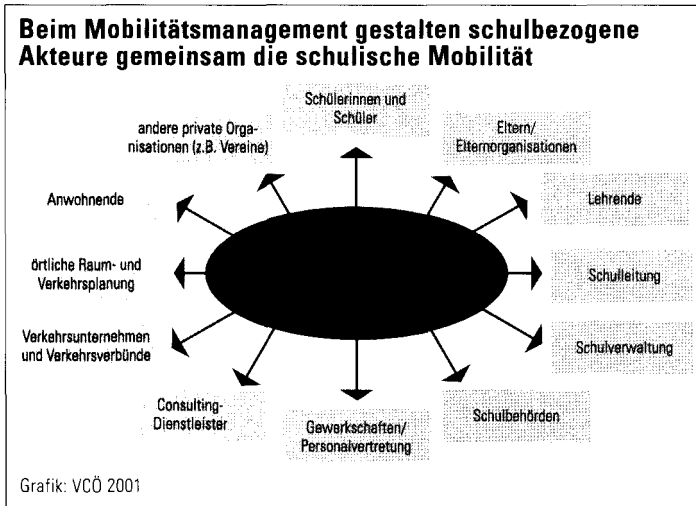 Beim Mobilitätsmanagement gestalten schulbezogene
Akteure gemeinsam die schulische Mobilität
Schülerinnen und
Schüler
andere private Orga-
nisationen (z.B. Vereine)
Eltern/
Elternorganisationen
Anwohnende
Lehrende
örtliche Raum- und
Verkehrsplanung
Schulleitung
Verkehrsunternehmen
und Verkehrsverbünde
Schulverwaltung
Consulting-
Dienstleister
Gewerkschaften/
Personalvertretung
Schulbehörden
Grafik: VCÖ 2001